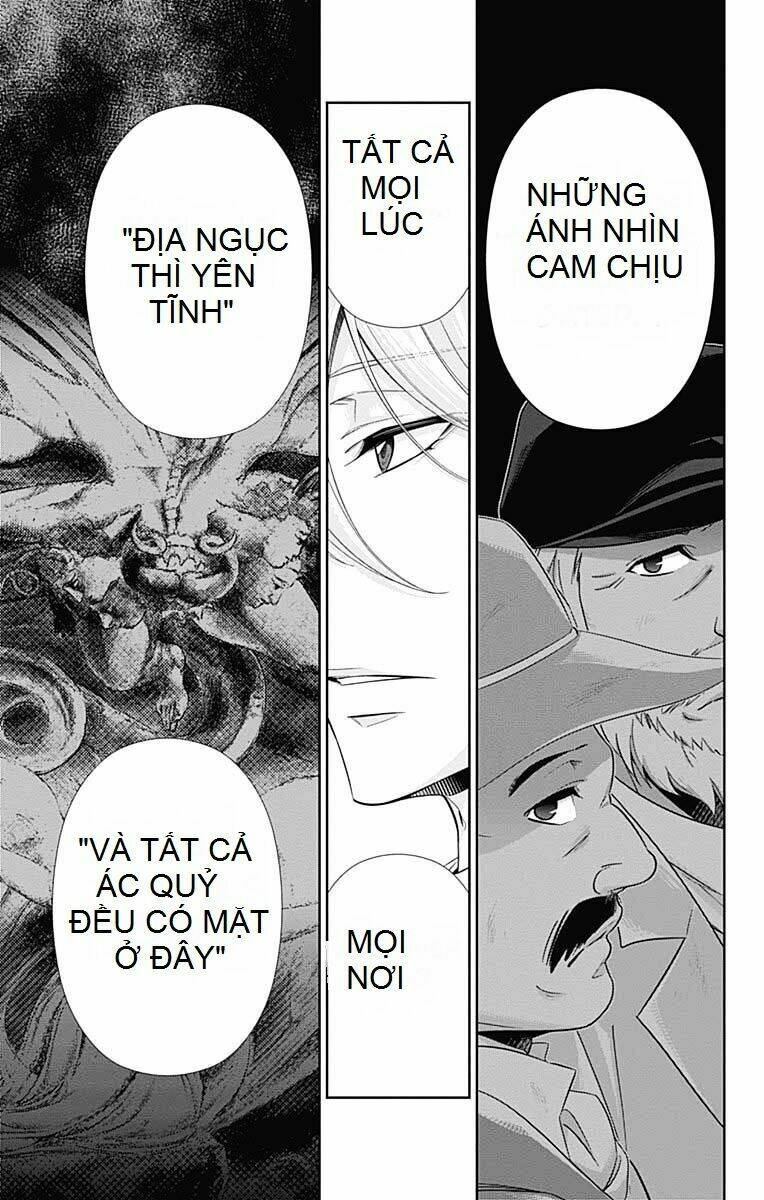 NHỮNG
ÁNH NHÌN
CAM CHỊU
TẤT CẢ
MỌI
LÚC
MỌI
NƠI
"ĐỊA NGỤC
THÌ YÊN
TĨNH"
"VÀ TẤT CẢ
ÁC QUỶ
ĐỀU CÓ MẶT
Ở ĐÂY"